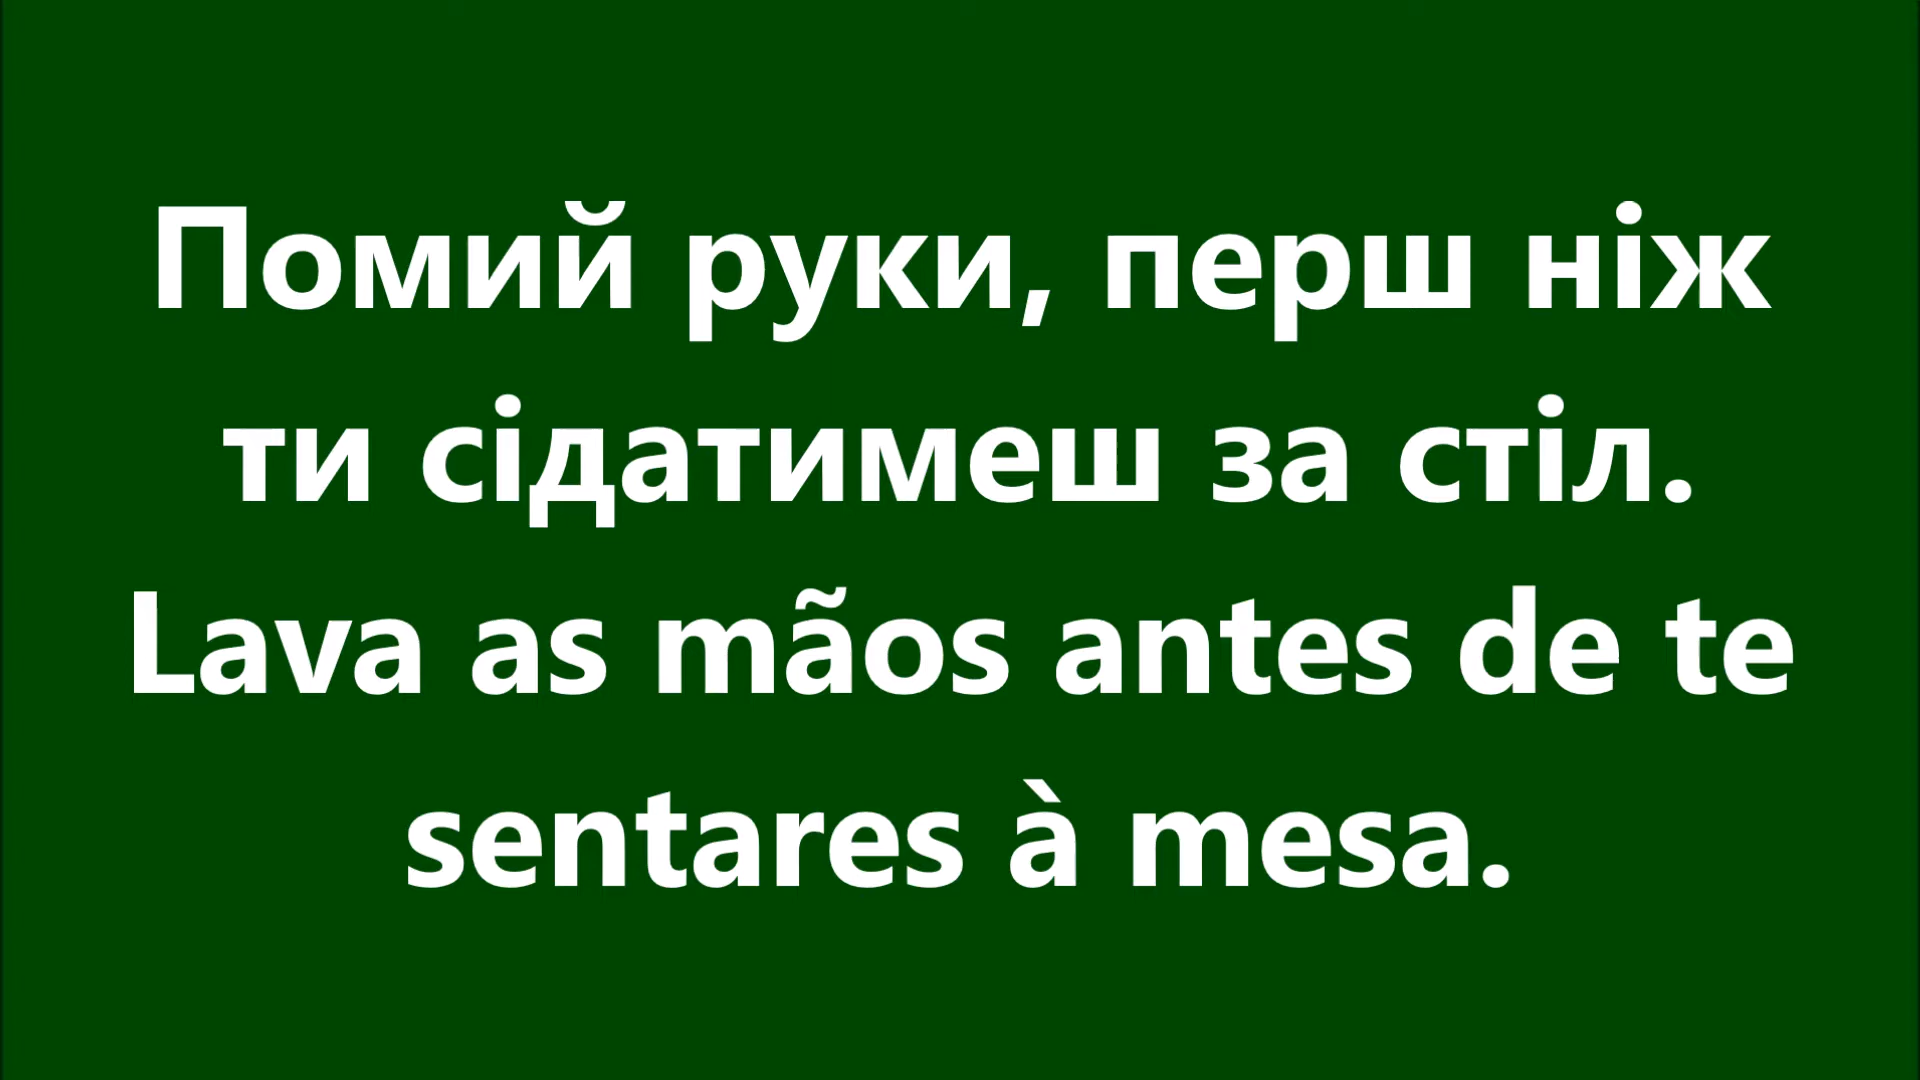 Помий руки, перш ніж
ти сідатимеш за стіл.
Lava as mãos antes de te
sentares à mesa.